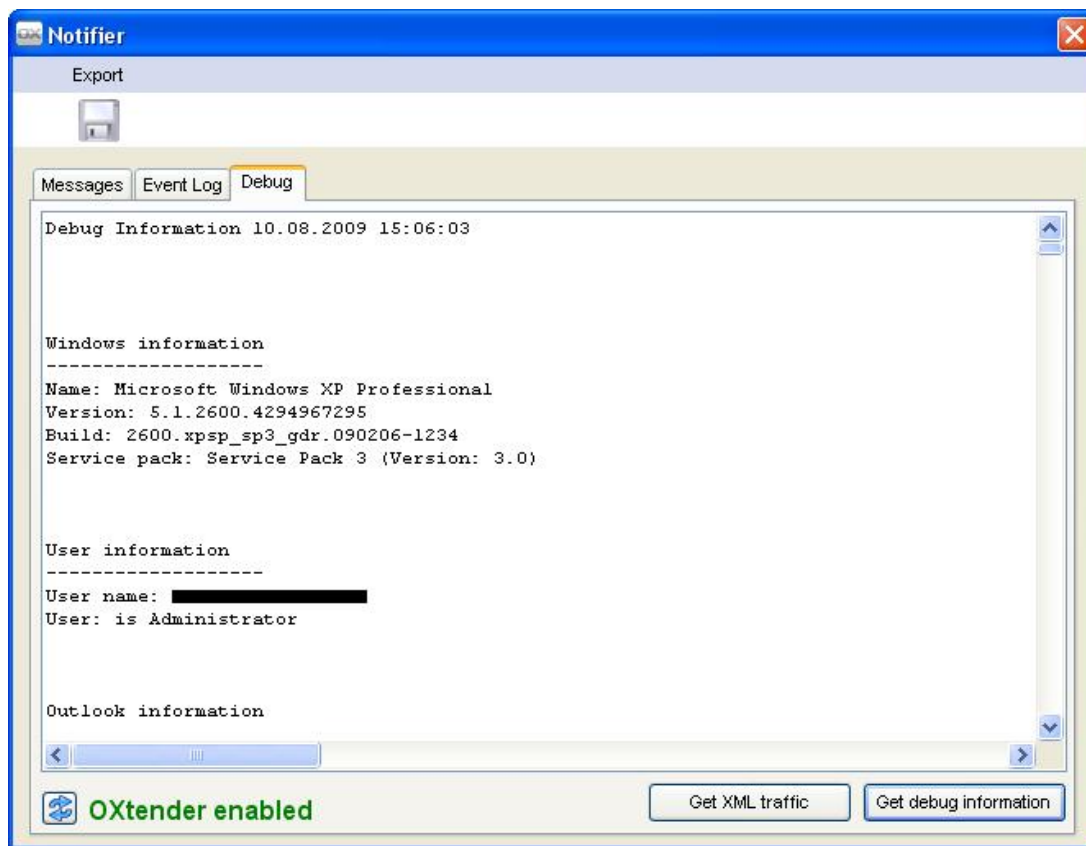 OX Notifier
Export
Messages Event Log Debug
Debug Information 10.08.2009 15:06:03
Windows information
-------------------
Name: Microsoft Windows XP Professional
Version: 5.1.2600.4294967295
Build: 2600.xpsp_sp3_gdr.090206-1234
Service pack: Service Pack 3 (Version: 3.0)
User information
-------------------
User name:
User: is Administrator
Outlook information
OXtender enabled Get XML traffic Get debug information